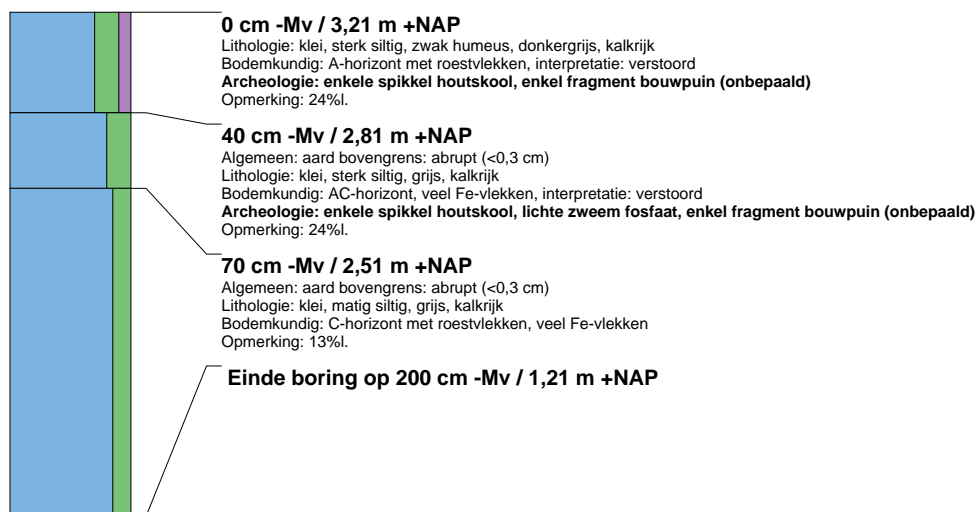 0 cm -Mv / 3,21 m +NAP
Lithologie: klei, sterk siltig, zwak humeus, donkergrijs, kalkrijk
Bodemkundig: A-horizont met roestvlekken, interpretatie: verstoord
Archeologie: enkele spikkel houtskool, enkel fragment bouwpuin (onbepaald)
Opmerking: 24%l.
40 cm -Mv / 2,81 m +NAP
Algemeen: aard bovengrens: abrupt (<0,3 cm)
Lithologie: klei, sterk siltig, grijs, kalkrijk
Bodemkundig: AC-horizont, veel Fe-vlekken, interpretatie: verstoord
Archeologie: enkele spikkel houtskool, lichte zweem fosfaat, enkel fragment bouwpuin (onbepaald)
Opmerking: 24%l.
70 cm -Mv / 2,51 m +NAP
Algemeen: aard bovengrens: abrupt (<0,3 cm)
Lithologie: klei, matig siltig, grijs, kalkrijk
Bodemkundig: C-horizont met roestvlekken, veel Fe-vlekken
Opmerking: 13%l.
Einde boring op 200 cm -Mv / 1,21 m +NAP